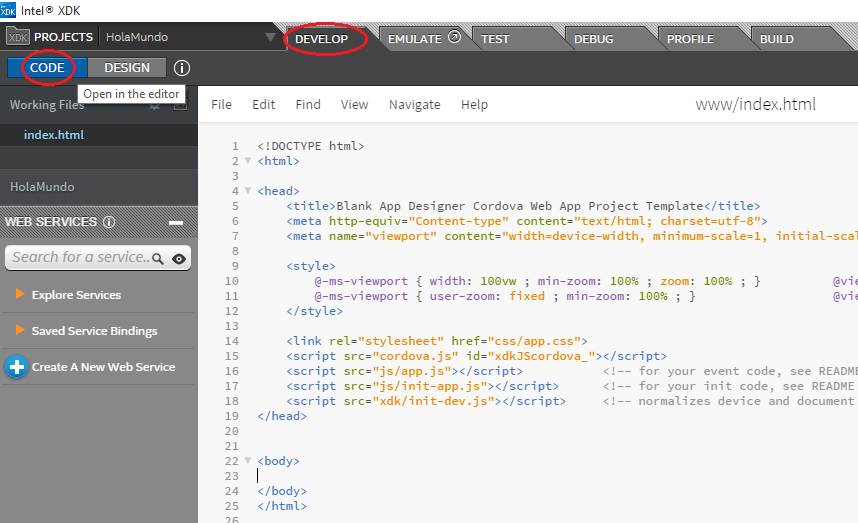 XDK Intel® XDK
XDK PROJECTS HolaMundo DEVELOP EMULATE TEST DEBUG PROFILE BUILD
CODE DESIGN
Open in the editor
Working Files
index.html
HolaMundo
WEB SERVICES
Search for a service..
Explore Services
Saved Service Bindings
Create A New Web Service
File Edit Find View Navigate Help www/index.html
1 <!DOCTYPE html>
2 <html>
3
4 <head>
5 <title>Blank App Designer Cordova Web App Project Template</title>
6 <meta http-equiv="Content-type" content="text/html; charset=utf-8">
7 <meta name="viewport" content="width=device-width, minimum-scale=1, initial-scal
8
9 <style>
10 @-ms-viewport { width: 100vw ; min-zoom: 100% ; zoom: 100% ; } @vie
11 @-ms-viewport { user-zoom: fixed ; min-zoom: 100% ; } @vie
12 </style>
13
14 <link rel="stylesheet" href="css/app.css">
15 <script src="cordova.js" id="xdkJScordova_"></script>
16 <script src="js/app.js"></script> <!-- for your event code, see READM
17 <script src="js/init-app.js"></script> <!-- for your init code, see README
18 <script src="xdk/init-dev.js"></script> <!-- normalizes device and document
19 </head>
20
21
22 <body>
23
24 </body>
25 </html>
26